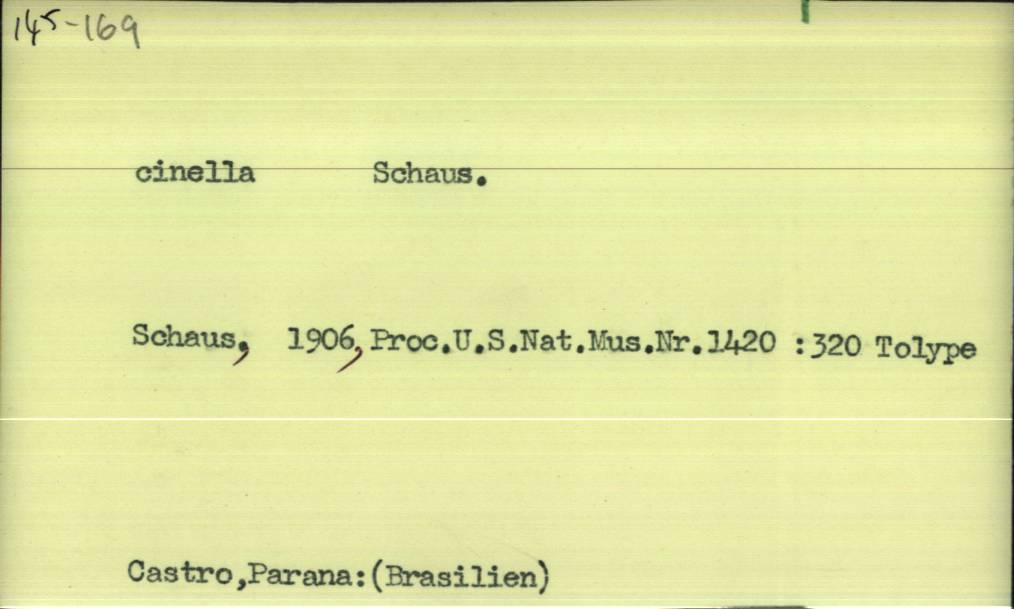 145-169
cinella Schaus.
Schaus, 1906, Proc.U.S.Nat.Mus.Nr.1420 :320 Tolype
Castro,Parana:(Brasilien)